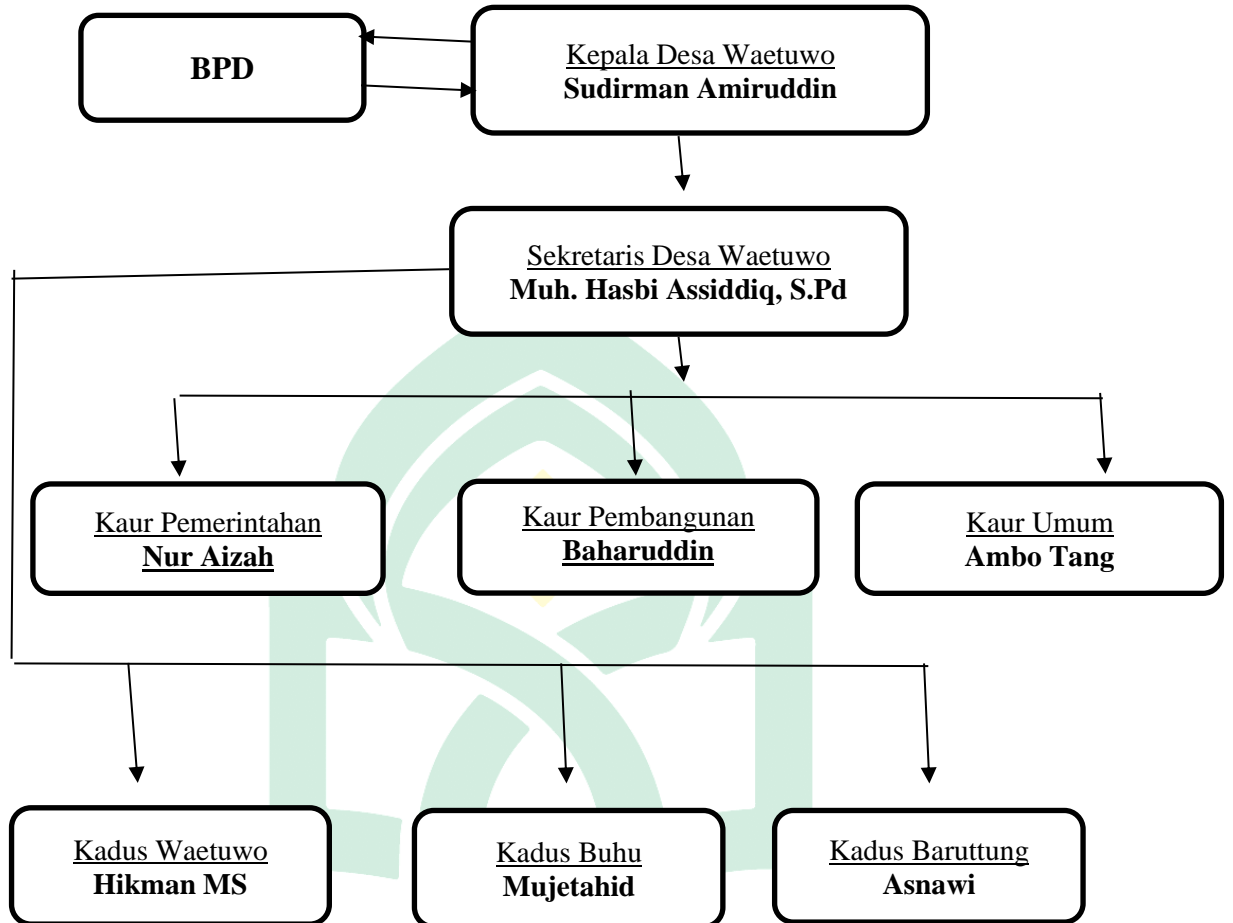 BPD
Kepala Desa Waetuwo
Sudirman Amiruddin
Sekretaris Desa Waetuwo
Muh. Hasbi Assiddiq, S.Pd
Kaur Pemerintahan
Nur Aizah
Kaur Pembangunan
Baharuddin
Kaur Umum
Ambo Tang
Kadus Waetuwo
Hikman MS
Kadus Buhu
Mujetahid
Kadus Baruttung
Asnawi